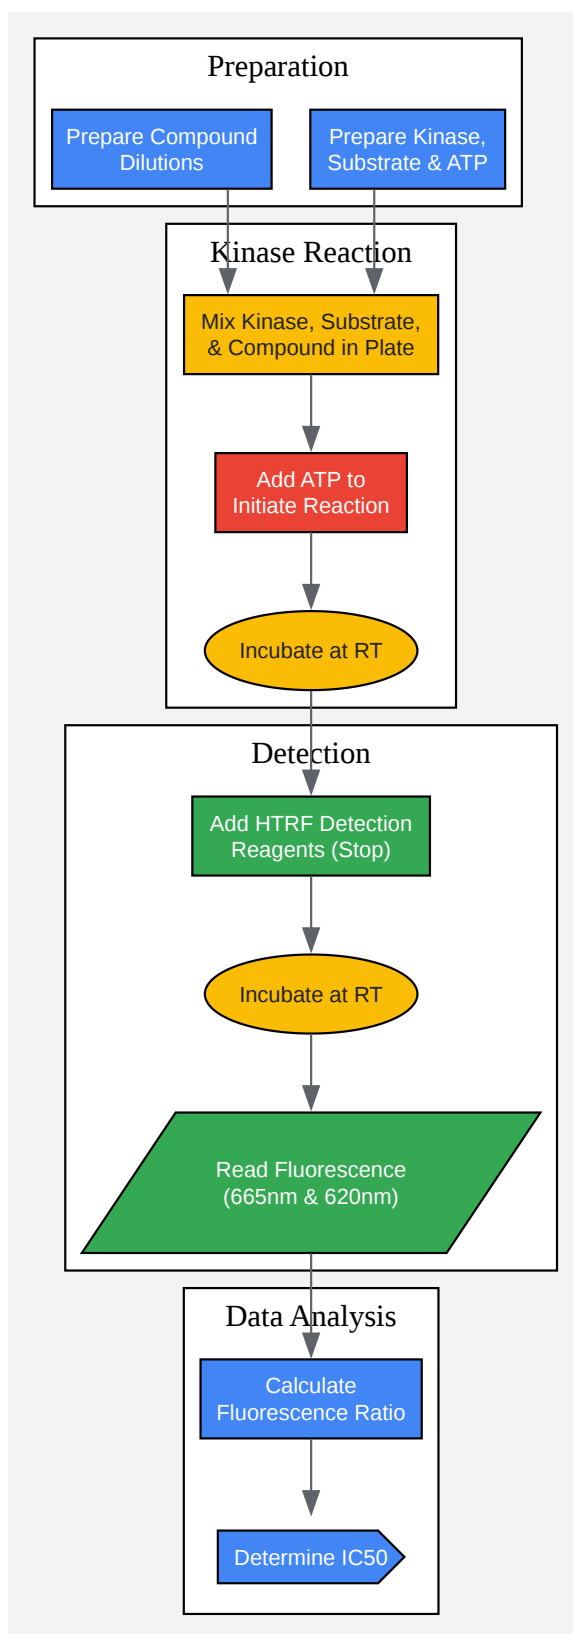 Preparation
Prepare Compound
Dilutions
Prepare Kinase,
Substrate & ATP
Kinase Reaction
Mix Kinase, Substrate,
& Compound in Plate
Add ATP to
Initiate Reaction
Incubate at RT
Detection
Add HTRF Detection
Reagents (Stop)
Incubate at RT
Read Fluorescence
(665nm & 620nm)
Data Analysis
Calculate
Fluorescence Ratio
Determine IC50